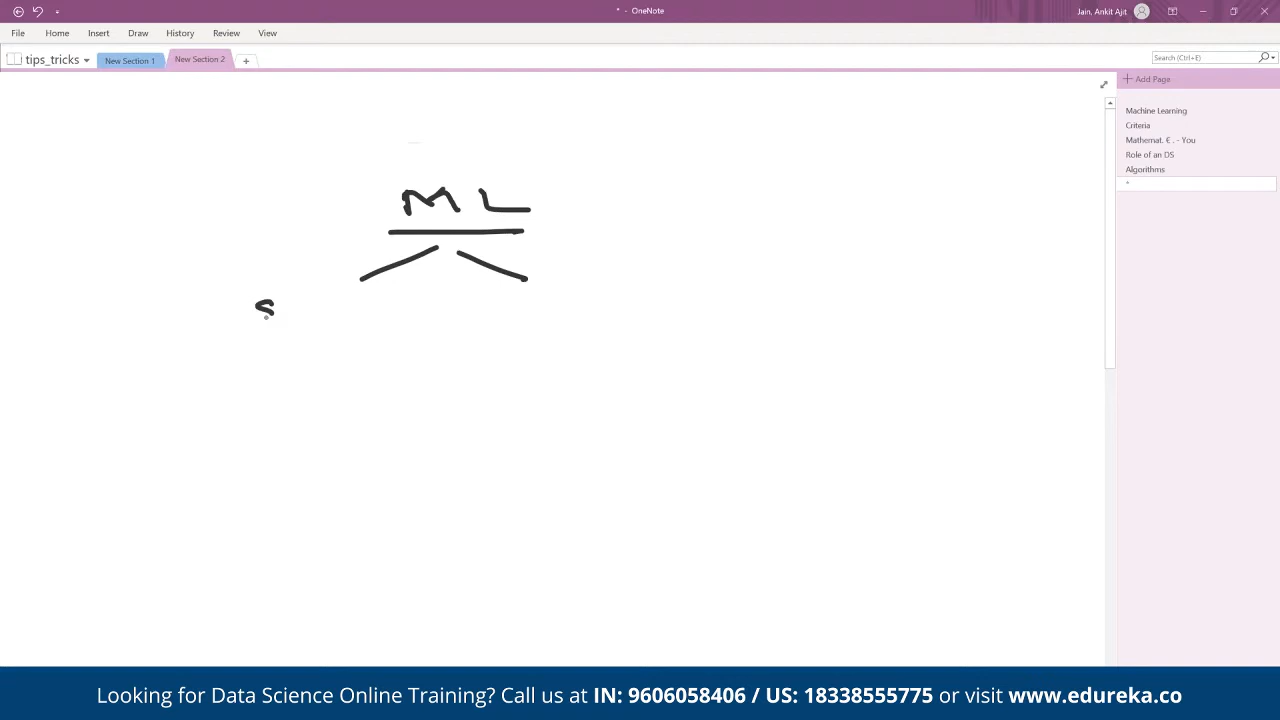 * - OneNote
Jain, Ankit Ajit
File Home Insert Draw History Review View
tips_tricks New Section 1 New Section 2 +
Search (Ctrl+E)
Add Page
Machine Learning
Criteria
Mathemat. € . - You
Role of an DS
Algorithms
*
ML
S
Looking for Data Science Online Training? Call us at IN: 9606058406 / US: 18338555775 or visit www.edureka.co